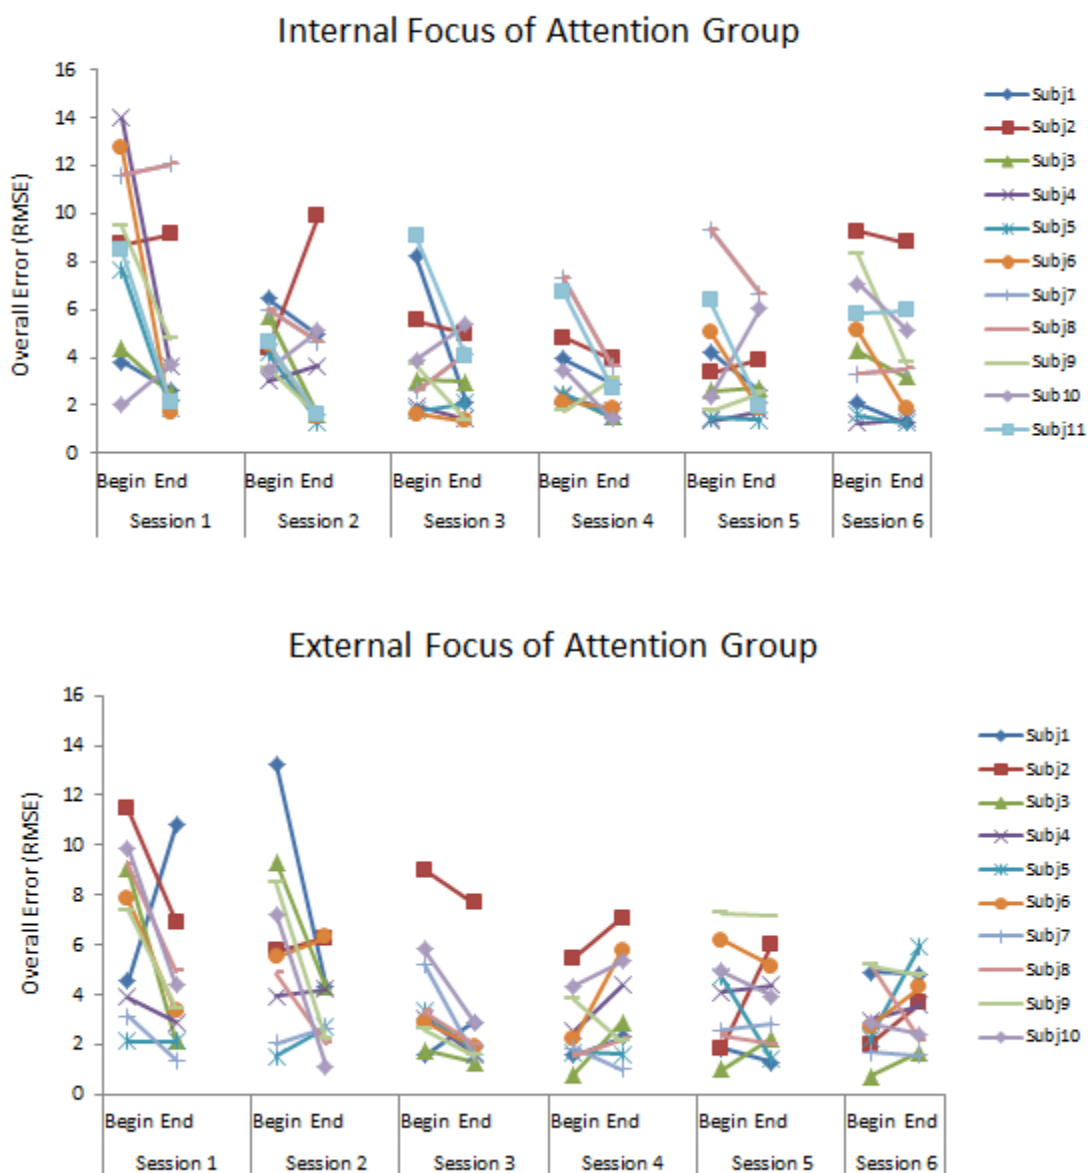 Internal Focus of Attention Group
Overall Error (RMSE)
16
14
12
10
8
6
4
2
0
Begin End Begin End Begin End Begin End Begin End Begin End
Session 1 Session 2 Session 3 Session 4 Session 5 Session 6
Subj1
Subj2
Subj3
Subj4
Subj5
Subj6
Subj7
Subj8
Subj9
Sub10
Subj11
External Focus of Attention Group
Overall Error (RMSE)
16
14
12
10
8
6
4
2
0
Begin End Begin End Begin End Begin End Begin End Begin End
Session 1 Session 2 Session 3 Session 4 Session 5 Session 6
Subj1
Subj2
Subj3
Subj4
Subj5
Subj6
Subj7
Subj8
Subj9
Subj10